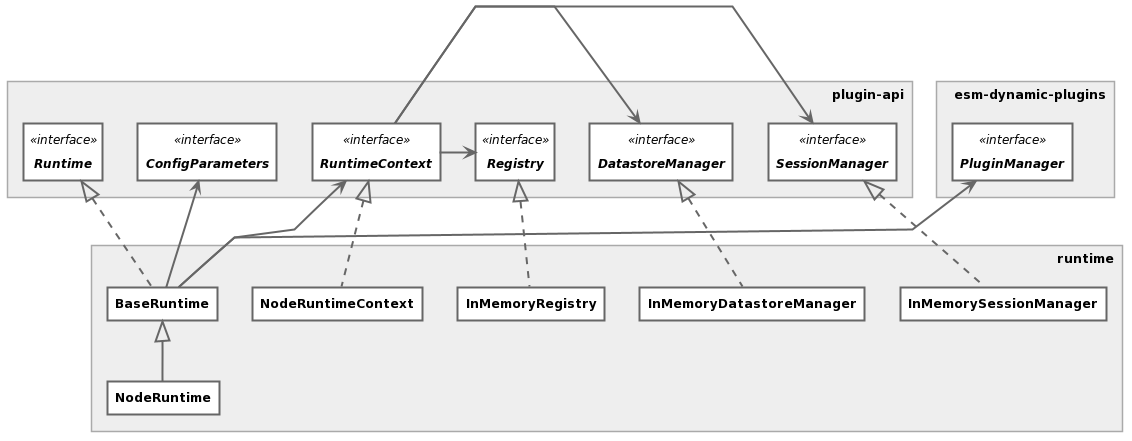 plugin-api
esm-dynamic-plugins
«interface»
Runtime
«interface»
ConfigParameters
«interface»
RuntimeContext
«interface»
Registry
«interface»
DatastoreManager
«interface»
SessionManager
«interface»
PluginManager
runtime
BaseRuntime
NodeRuntimeContext
InMemoryRegistry
InMemoryDatastoreManager
InMemorySessionManager
NodeRuntime